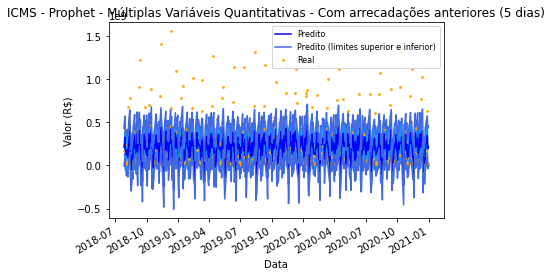 ICMS - Prophet - Múltiplas Variáveis Quantitativas - Com arrecadações anteriores (5 dias)
1e9
Predito
Predito (limites superior e inferior)
Real
1.5
1.0
0.5
0.0
−0.5
Valor (R$)
2018-07
2018-10
2019-01
2019-04
2019-07
2019-10
2020-01
2020-04
2020-07
2020-10
2021-01
Data